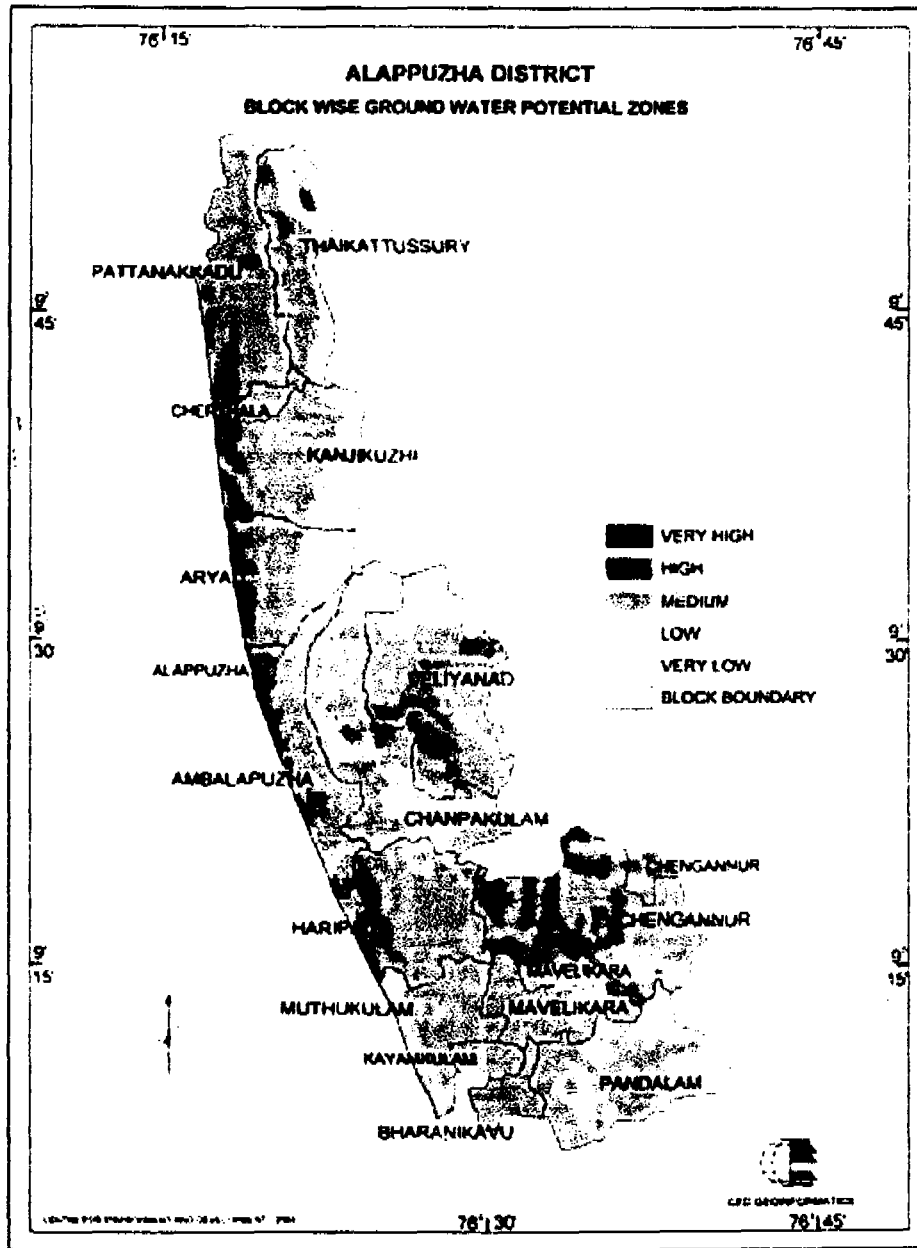 76°15'
76°45'
ALAPPUZHA DISTRICT
BLOCK WISE GROUND WATER POTENTIAL ZONES
THAIKATTUSSURY
PATTANAKKADU
9°
45'
9°
45'
KANJIKUZHI
VERY HIGH
HIGH
MEDIUM
LOW
VERY LOW
BLOCK BOUNDARY
9°
30'
9°
30'
ALAPPUZHA
AMBALAPUZHA
CHANPAKULAM
CHENGANNUR
CHENGANNUR
9°
15'
9°
15'
MAVELIKARA
MUTHUKULAM
MAVELIKARA
KAYAMKULAM
PANDALAM
BHARANIKAVU
76°30'
76°45'